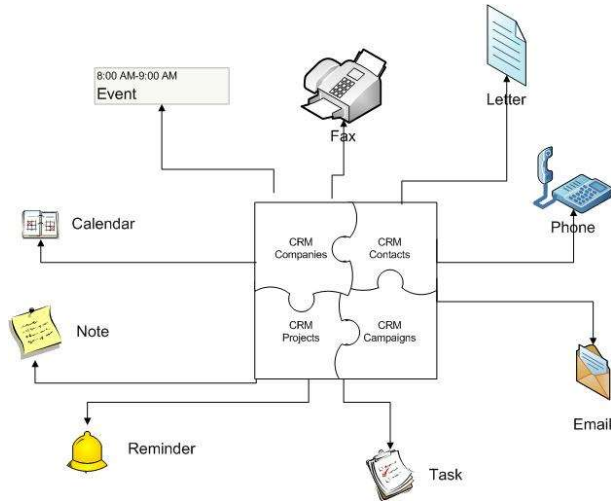 8:00 AM-9:00 AM
Event
Fax
Letter
Phone
Calendar
CRM
Companies
CRM
Contacts
Note
CRM
Projects
CRM
Campaigns
Email
Reminder
Task